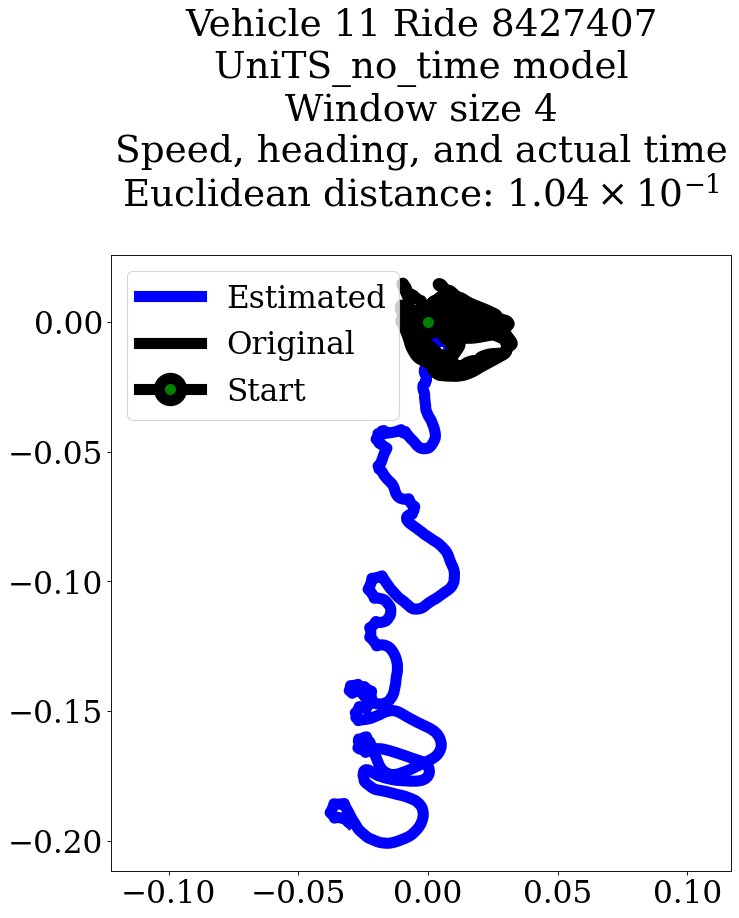 Vehicle 11 Ride 8427407
UniTS_no_time model
Window size 4
Speed, heading, and actual time
Euclidean distance: 1.04 × 10⁻¹
Estimated
Original
Start
0.00
−0.05
−0.10
−0.15
−0.20
−0.10
−0.05
0.00
0.05
0.10